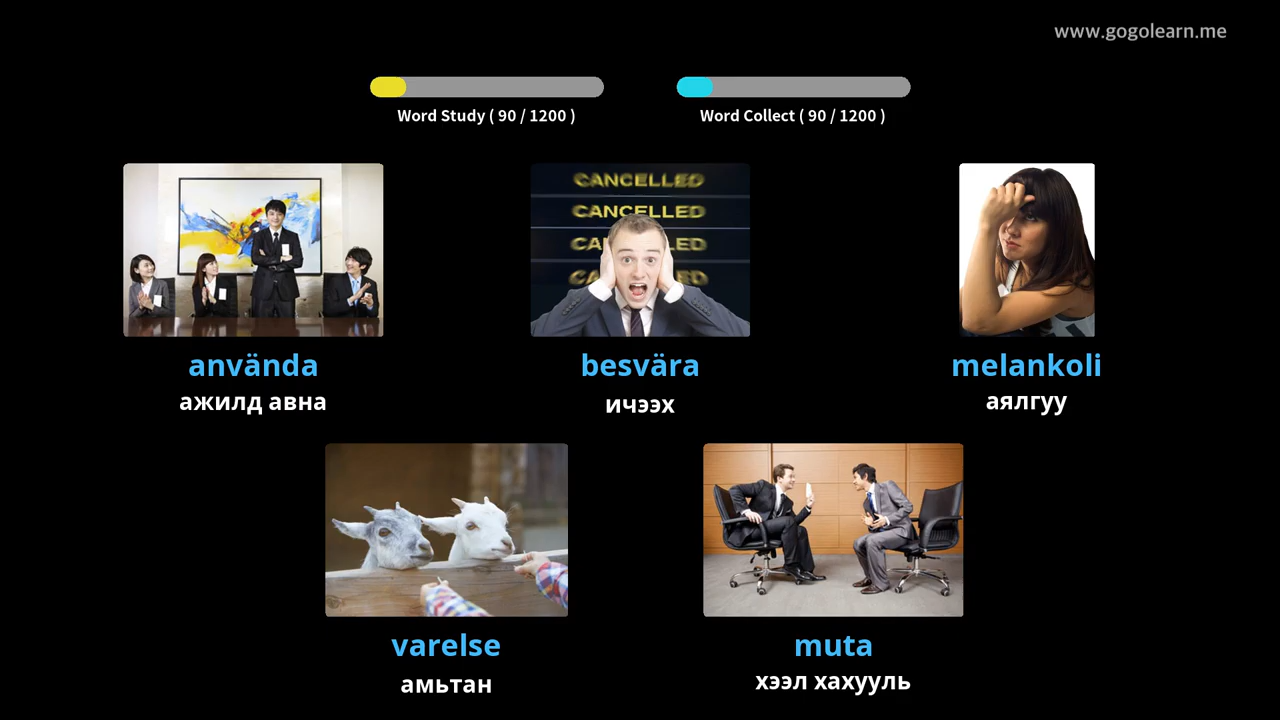 www.gogolearn.me
Word Study ( 90 / 1200 )
Word Collect ( 90 / 1200 )
CANCELLED
CANCELLED
använda
besvära
melankoli
ажилд авна
ичээх
аялгуу
varelse
muta
амьтан
хээл хахууль